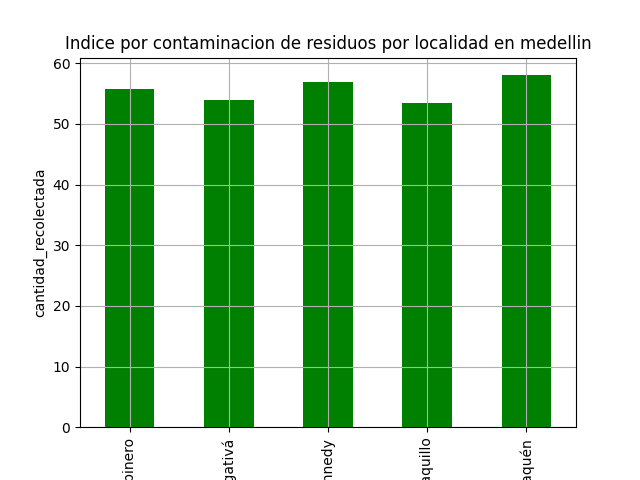 Indice por contaminacion de residuos por localidad en medellin
cantidad_recolectada
60
50
40
30
20
10
0
pinero
gativá
nnedy
aquillo
aquén